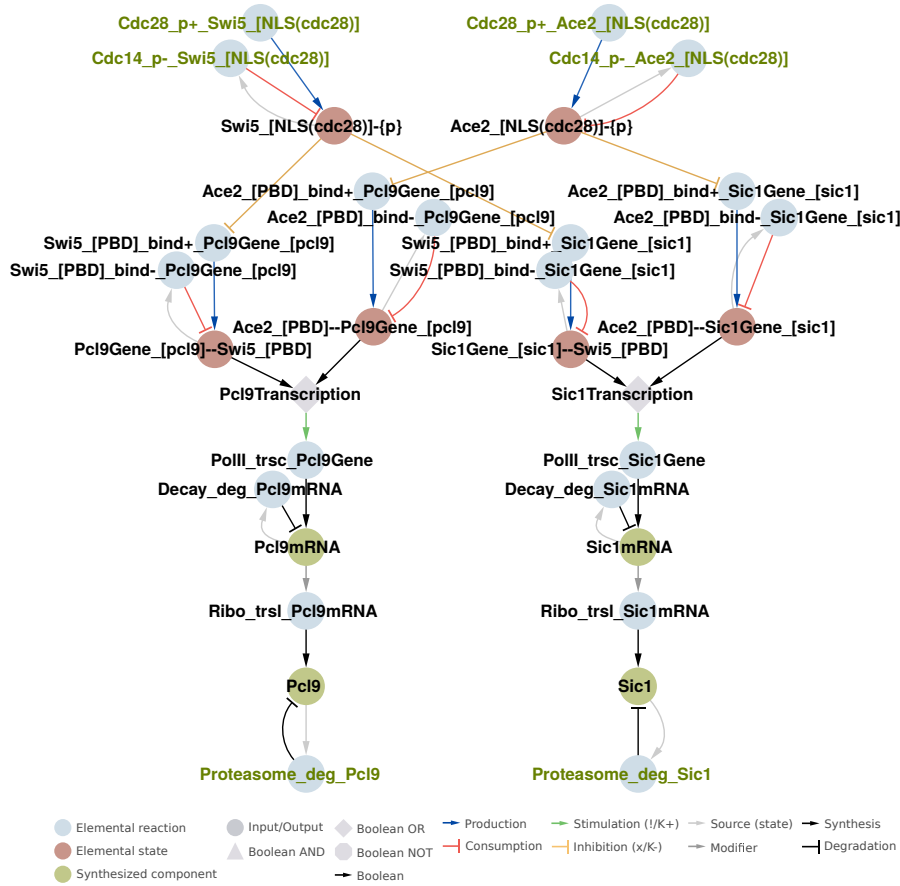 Cdc28_p+_Swi5_[NLS(cdc28)]
Cdc28_p+_Ace2_[NLS(cdc28)]
Cdc14_p-_Swi5_[NLS(cdc28)]
Cdc14_p-_Ace2_[NLS(cdc28)]
Swi5_[NLS(cdc28)]-{p}
Ace2_[NLS(cdc28)]-{p}
Ace2_[PBD]_bind+_Pcl9Gene_[pcl9]
Ace2_[PBD]_bind+_Sic1Gene_[sic1]
Ace2_[PBD]_bind-_Pcl9Gene_[pcl9]
Ace2_[PBD]_bind-_Sic1Gene_[sic1]
Swi5_[PBD]_bind+_Pcl9Gene_[pcl9]
Swi5_[PBD]_bind+_Sic1Gene_[sic1]
Swi5_[PBD]_bind-_Pcl9Gene_[pcl9]
Swi5_[PBD]_bind-_Sic1Gene_[sic1]
Ace2_[PBD]--Pcl9Gene_[pcl9]
Ace2_[PBD]--Sic1Gene_[sic1]
Pcl9Gene_[pcl9]--Swi5_[PBD]
Sic1Gene_[sic1]--Swi5_[PBD]
Pcl9Transcription
Sic1Transcription
PolII_trsc_Pcl9Gene
PolII_trsc_Sic1Gene
Decay_deg_Pcl9mRNA
Decay_deg_Sic1mRNA
Pcl9mRNA
Sic1mRNA
Ribo_trsl_Pcl9mRNA
Ribo_trsl_Sic1mRNA
Pcl9
Sic1
Proteasome_deg_Pcl9
Proteasome_deg_Sic1
Elemental reaction
Input/Output
Boolean OR
Production
Stimulation (!/K+)
Source (state)
Synthesis
Elemental state
Boolean AND
Boolean NOT
Consumption
Inhibition (x/K-)
Modifier
Degradation
Synthesized component
Boolean